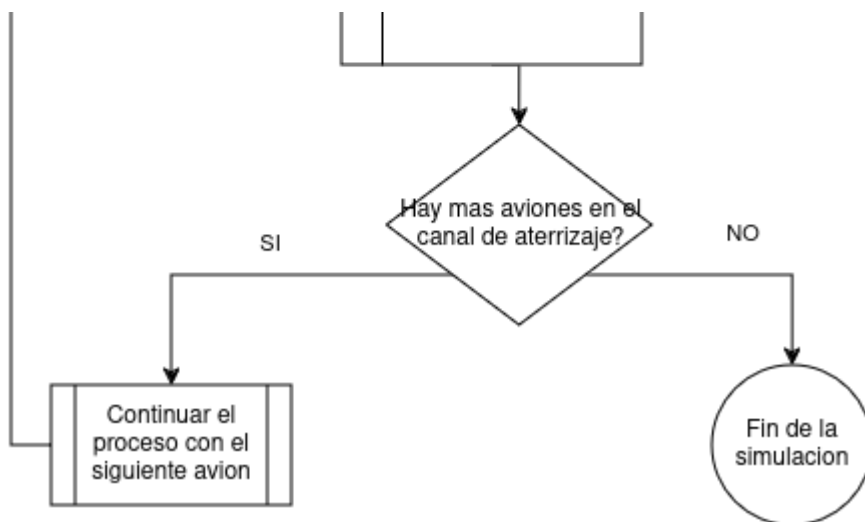 Hay mas aviones en el
canal de aterrizaje?
SI
NO
Continuar el
proceso con el
siguiente avion
Fin de la
simulacion